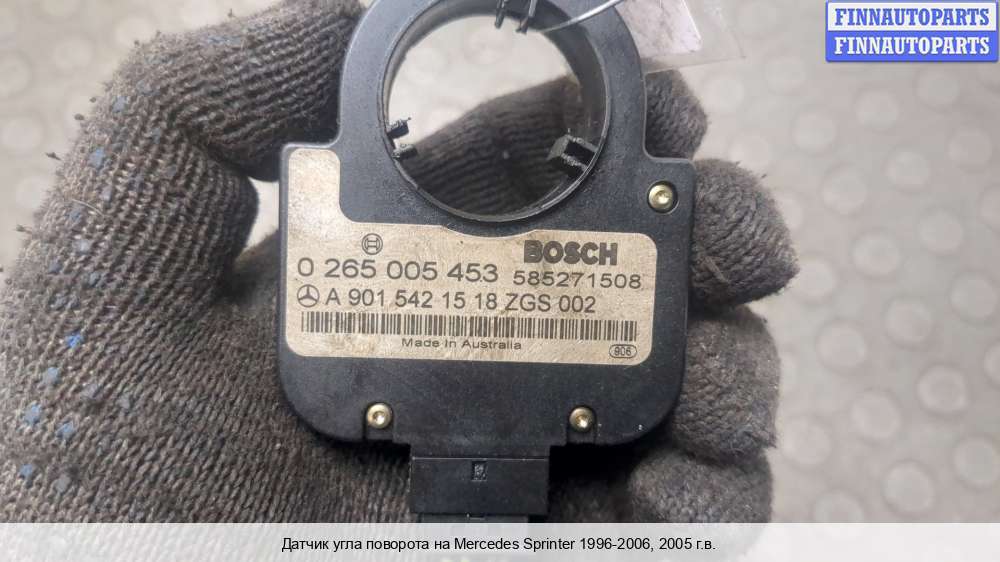 FINNAUTOPARTS
FINNAUTOPARTS
BOSCH
0 265 005 453 585271508
A 901 542 15 18 ZGS 002
Made In Australia
906
Датчик угла поворота на Mercedes Sprinter 1996-2006, 2005 г.в.